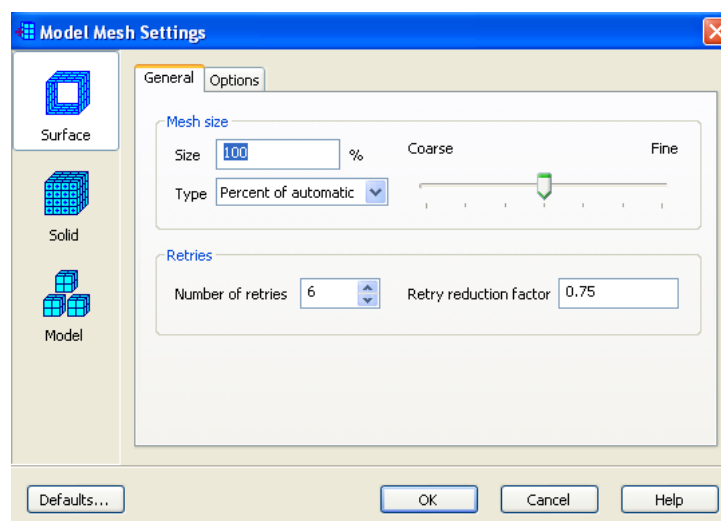 Model Mesh Settings
Surface
Solid
Model
General Options
Mesh size
Size 100 % Coarse Fine
Type Percent of automatic
Retries
Number of retries 6 Retry reduction factor 0.75
Defaults... OK Cancel Help